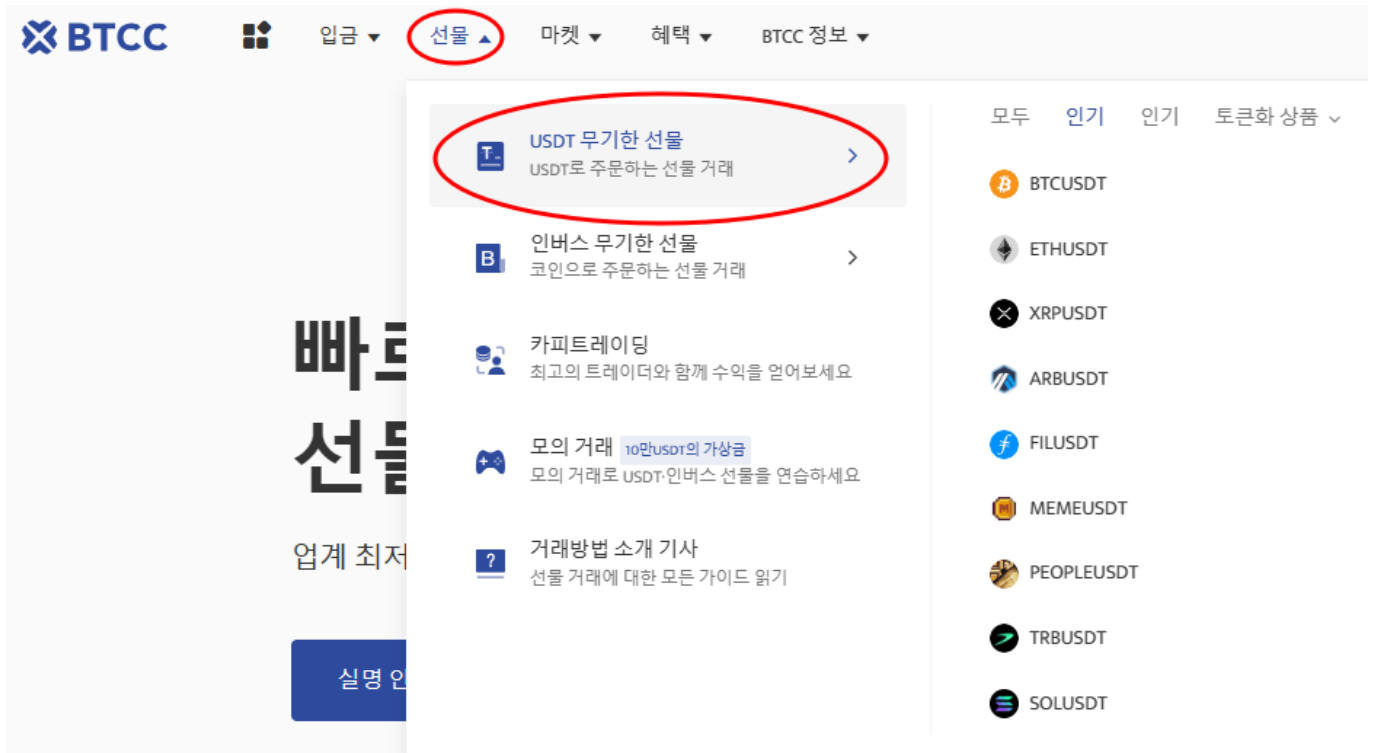 BTCC
입금
선물
마켓
혜택
BTCC 정보
USDT 무기한 선물
USDT로 주문하는 선물 거래
인버스 무기한 선물
코인으로 주문하는 선물 거래
카피트레이딩
최고의 트레이더와 함께 수익을 얻어보세요
모의 거래 10만USDT의 가상금
모의 거래로 USDT·인버스 선물을 연습하세요
거래방법 소개 기사
선물 거래에 대한 모든 가이드 읽기
모두 인기 인기 토큰화 상품
BTCUSDT
ETHUSDT
XRPUSDT
ARBUSDT
FILUSDT
MEMEUSDT
PEOPLEUSDT
TRBUSDT
SOLUSDT
빠
업계 최저
실명